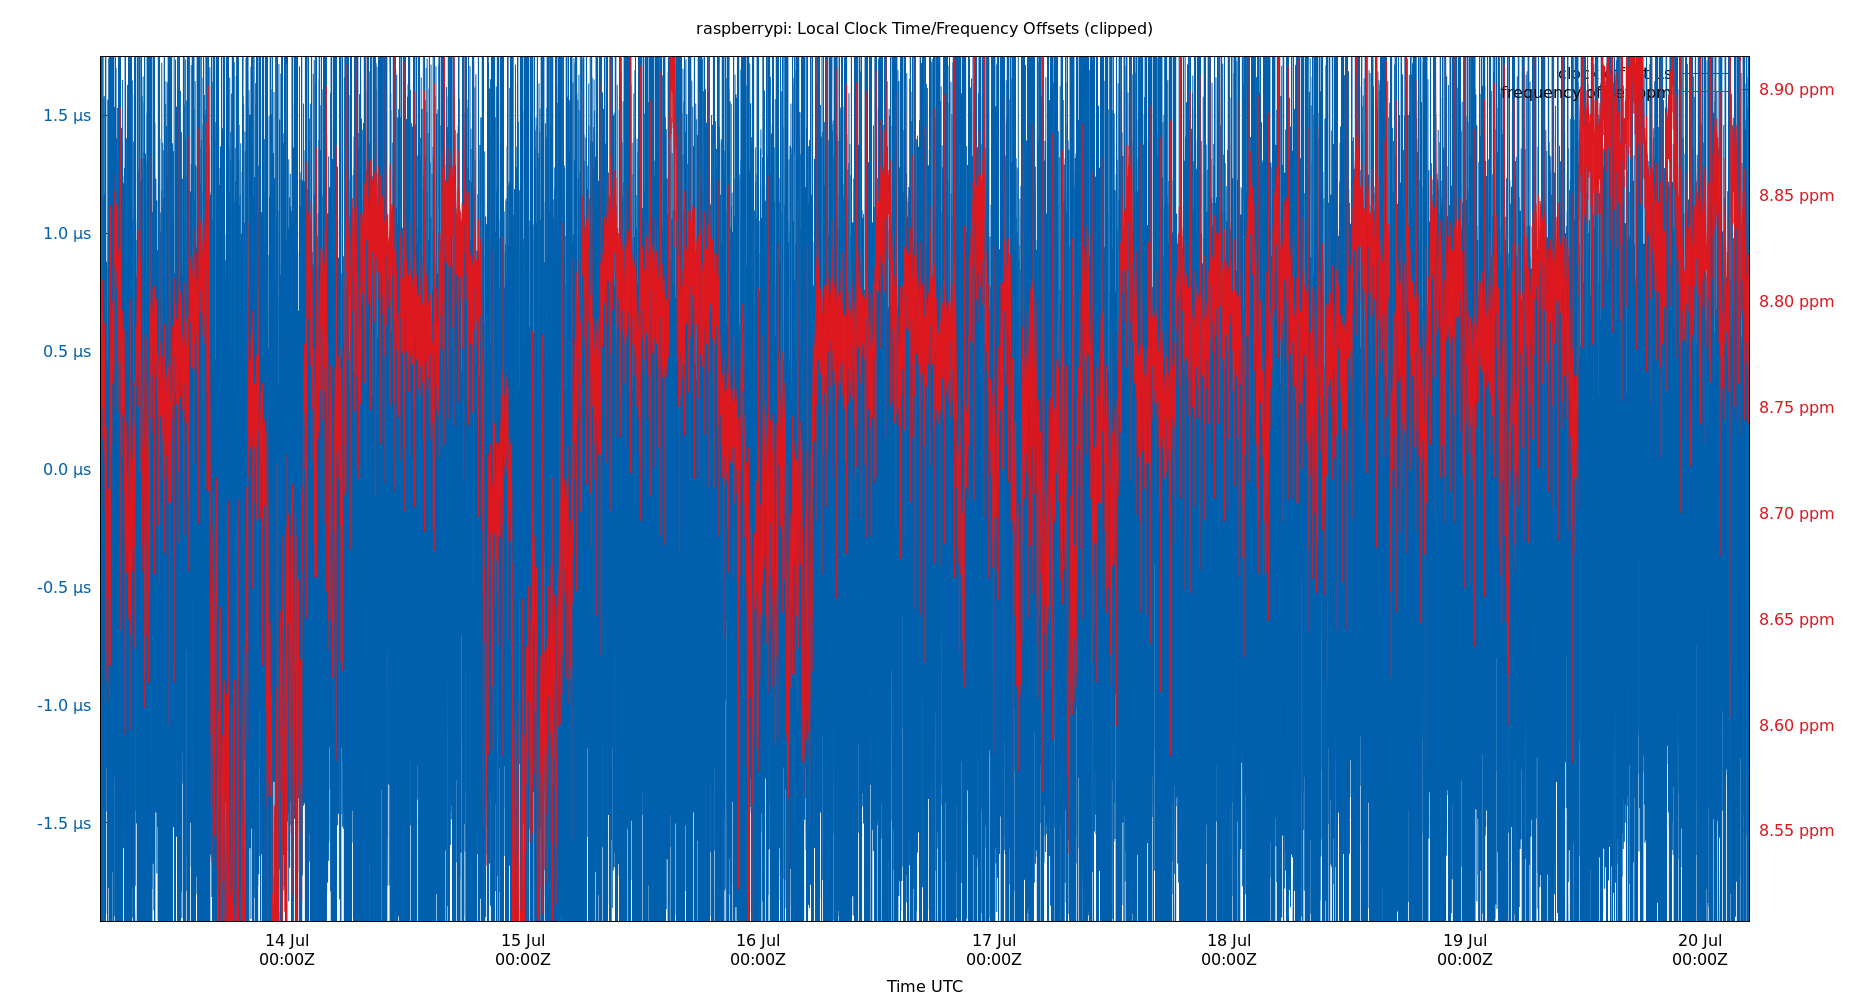 raspberrypi: Local Clock Time/Frequency Offsets (clipped)
frequency ppm
1.5 µs
1.0 µs
0.5 µs
0.0 µs
-0.5 µs
-1.0 µs
-1.5 µs
8.90 ppm
8.85 ppm
8.80 ppm
8.75 ppm
8.70 ppm
8.65 ppm
8.60 ppm
8.55 ppm
14 Jul
00:00Z
15 Jul
00:00Z
16 Jul
00:00Z
17 Jul
00:00Z
18 Jul
00:00Z
19 Jul
00:00Z
20 Jul
00:00Z
Time UTC